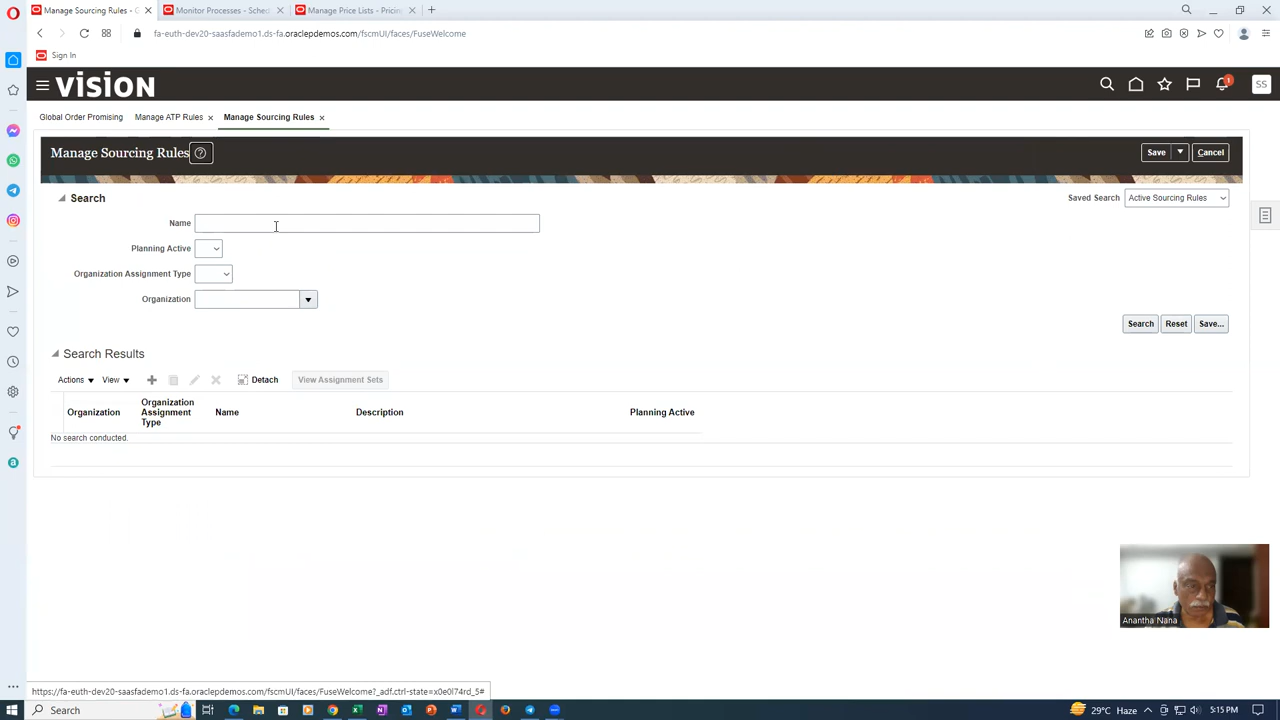 Manage Sourcing Rules - G
Monitor Processes - Sched
Manage Price Lists - Pricin
fa-euth-dev20-saasfademo1.ds-fa.oraclepdemos.com/fscmUI/faces/FuseWelcome
Sign In
VISION
1
SS
Global Order Promising
Manage ATP Rules
Manage Sourcing Rules
Manage Sourcing Rules
Save
Cancel
Search
Saved Search
Active Sourcing Rules
Name
Planning Active
Organization Assignment Type
Organization
Search
Reset
Save...
Search Results
Actions
View
Detach
View Assignment Sets
Organization
Organization
Assignment
Type
Name
Description
Planning Active
No search conducted.
Anantha Nana
https://fa-euth-dev20-saasfademo1.ds-fa.oraclepdemos.com/fscmUI/faces/FuseWelcome?_adf.ctrl-state=x0e0l74rd_5#
Search
29°C Haze
5:15 PM